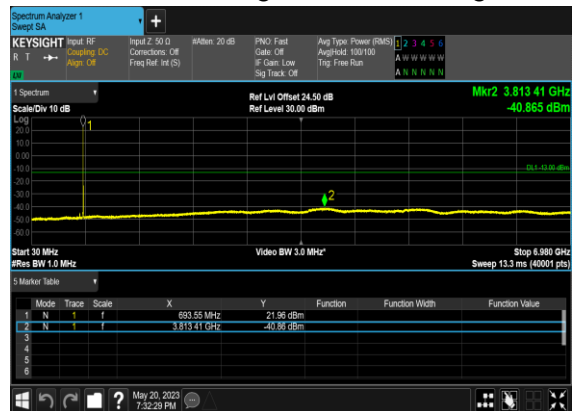 Spectrum Analyzer 1
Swept SA
+
KEYSIGHT Input: RF Input Z: 50 Ω #Atten: 20 dB PNO: Fast Avg Type: Power (RMS) 1 2 3 4 5 6
R T Coupling: DC Corrections: Off Gate: Off Avg|Hold: 100/100 A W W W W W
Align: Off Freq Ref: Int (S) IF Gain: Low Trig: Free Run
LW Sig Track: Off A N N N N N
1 Spectrum Ref Lvl Offset 24.50 dB Mkr2 3.813 41 GHz
Scale/Div 10 dB Ref Level 30.00 dBm -40.865 dBm
Log
1
20.0
10.0
0.00
-10.0 DL1 -13.00 dBm
-20.0
-30.0
2
-40.0
-50.0
-60.0
Start 30 MHz Video BW 3.0 MHz* Stop 6.980 GHz
#Res BW 1.0 MHz Sweep 13.3 ms (40001 pts)
5 Marker Table
Mode Trace Scale X Y Function Function Width Function Value
1 N 1 f 693.55 MHz 21.96 dBm
2 N 1 f 3.813 41 GHz -40.86 dBm
3
4
5
6
? May 20, 2023
7:32:29 PM